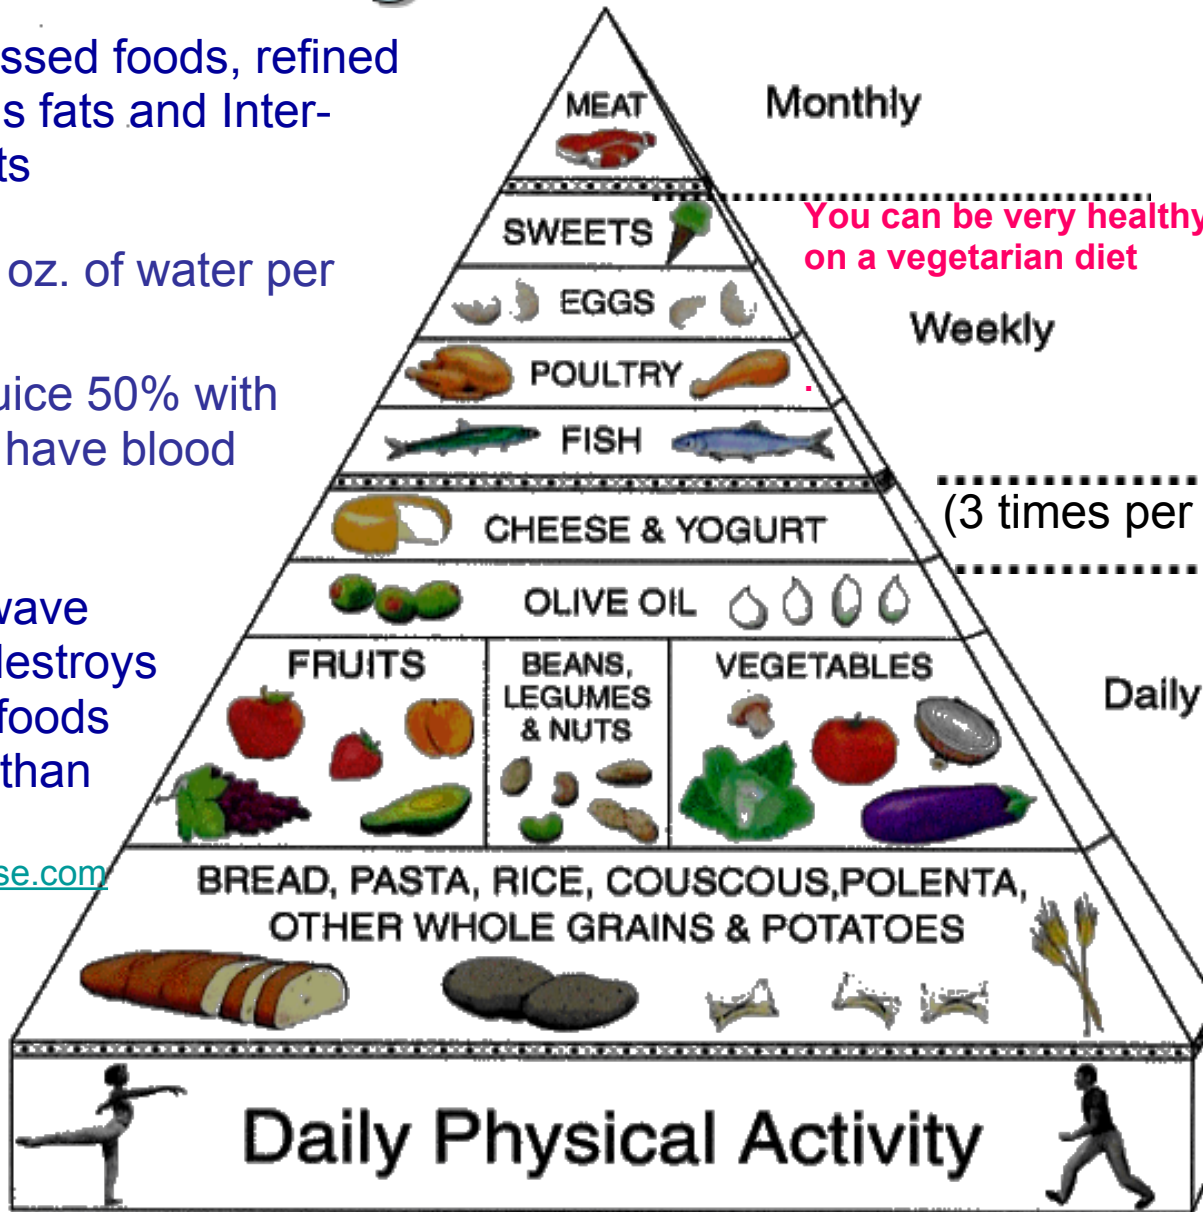 ssed foods, refined
s fats and Inter-
ts
oz. of water per
uice 50% with
have blood
wave
destroys
foods
than
se.com
MEAT
Monthly
SWEETS
You can be very healthy
on a vegetarian diet
EGGS
Weekly
POULTRY
FISH
(3 times per
CHEESE & YOGURT
OLIVE OIL
FRUITS
BEANS,
LEGUMES
& NUTS
VEGETABLES
Daily
BREAD, PASTA, RICE, COUSCOUS,POLENTA,
OTHER WHOLE GRAINS & POTATOES
Daily Physical Activity